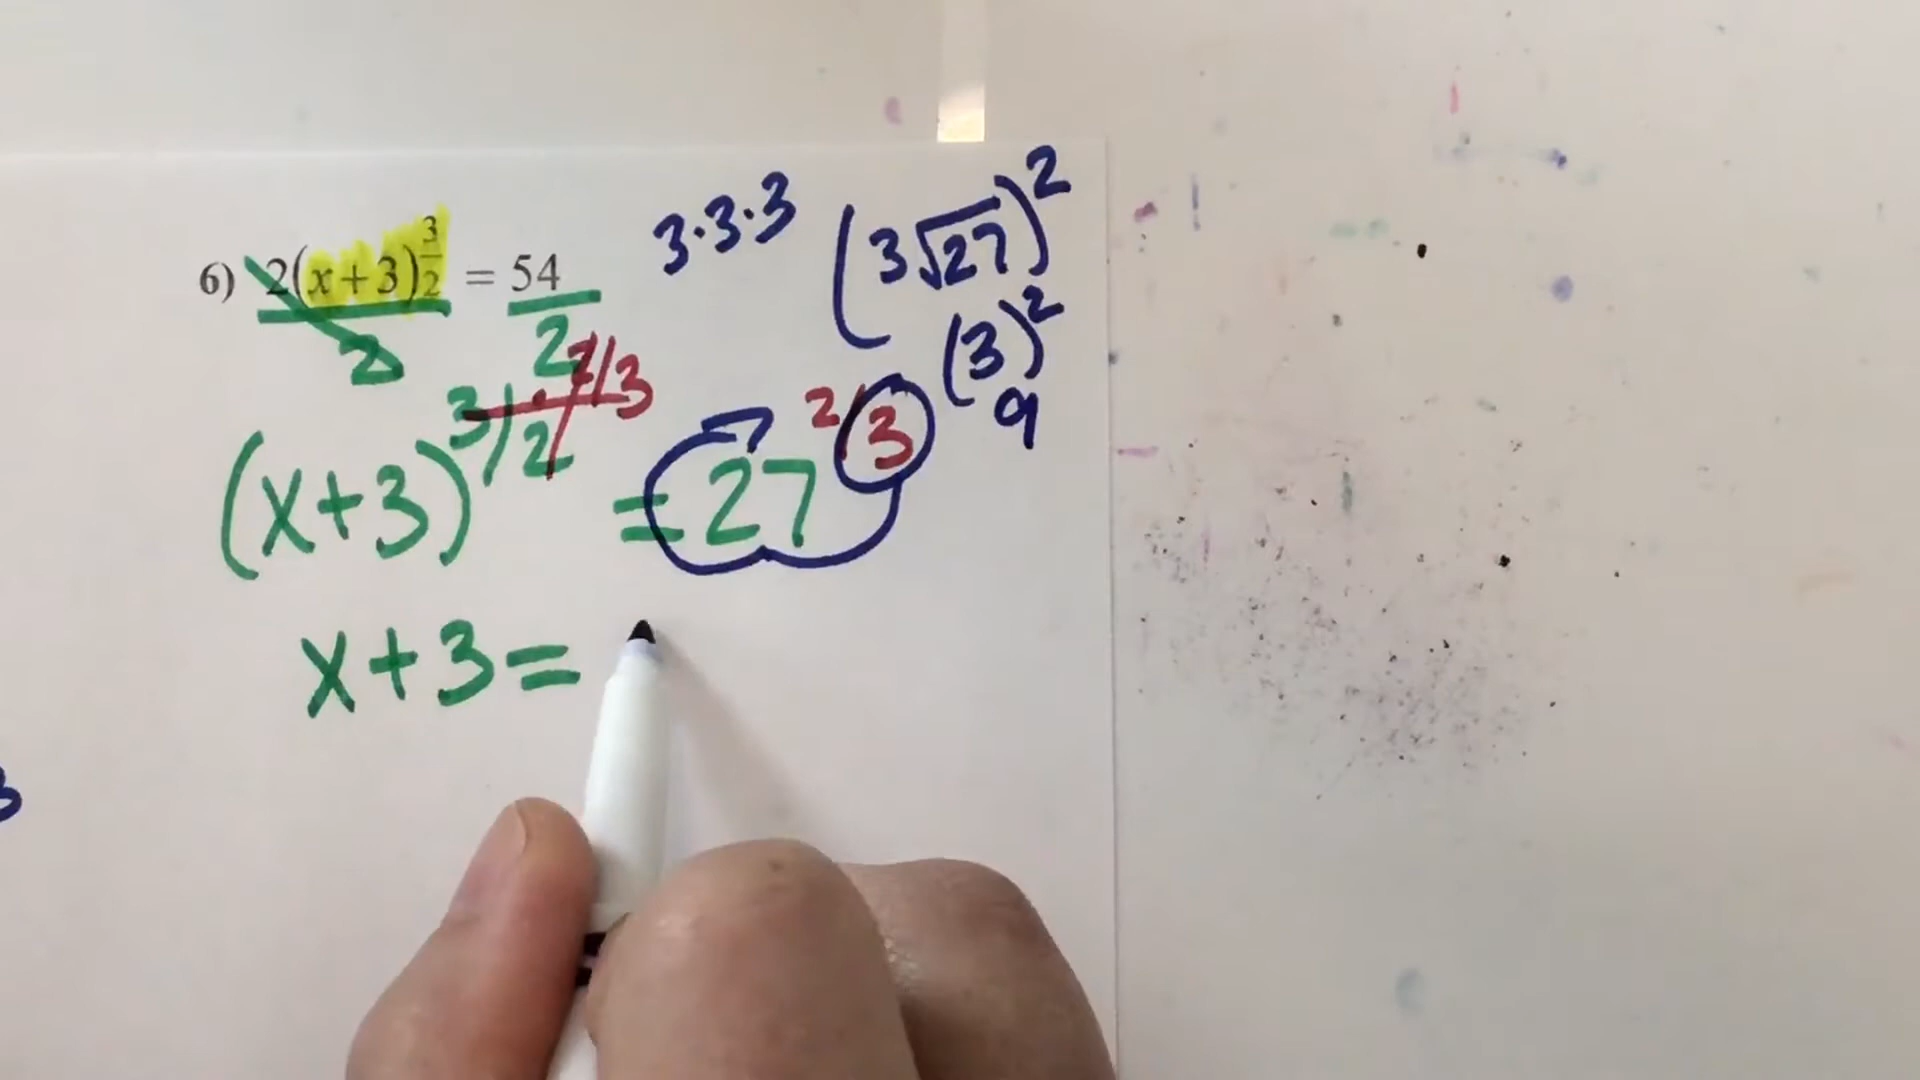 6) 2(x+3)^{3/2} = 54
2 2
3·3·3 (3√27)²
(3)²
9
(x+3)^{3/2 · 2/3} = 27^{2/3}
x+3=
3